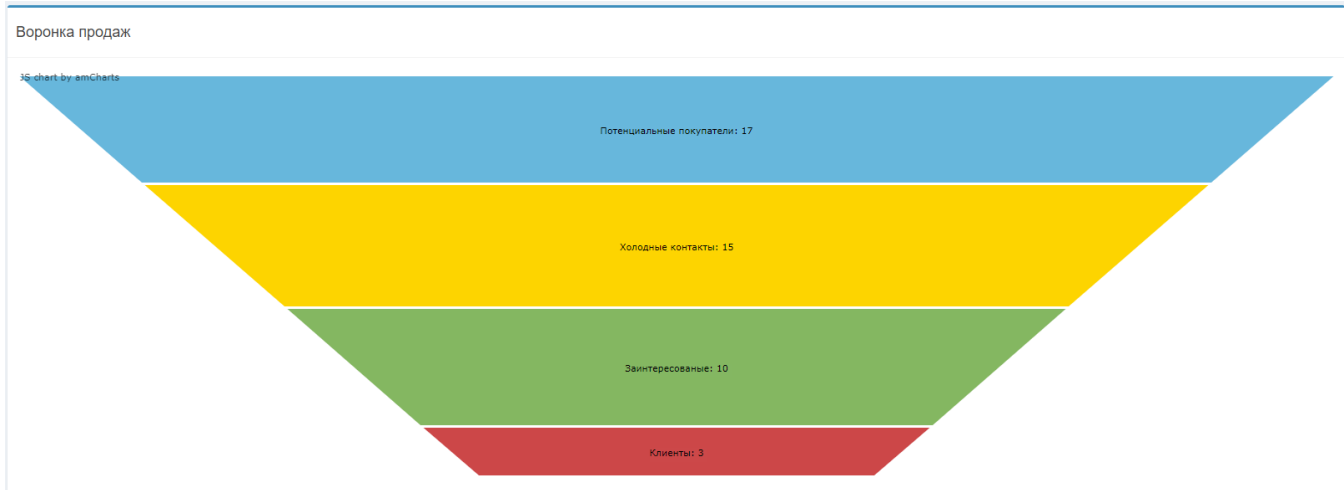 Воронка продаж
JS chart by amCharts
Потенциальные покупатели: 17
Холодные контакты: 15
Заинтересованые: 10
Клиенты: 3